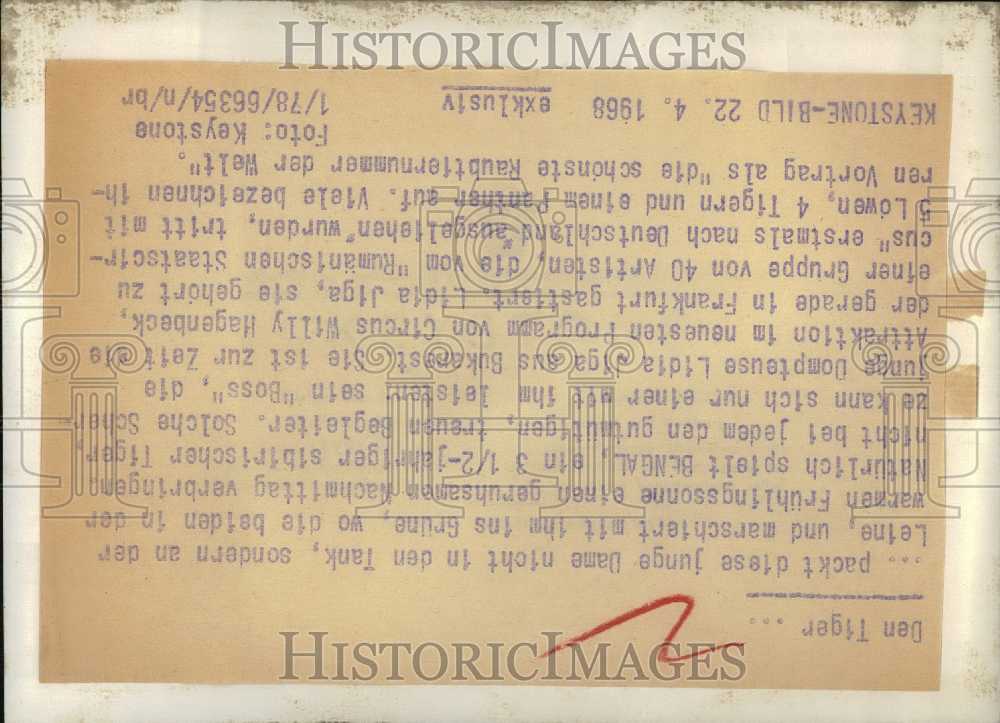 Den Tiger ...
... packt diese junge Dame nicht in den Tank, sondern an der
Leine, und marschiert mit ihm ins Grüne, wo die beiden in der
warmen Frühlingssonne einen geruhsamen Nachmittag verbringen.
Natürlich spielt BENGAL, ein 3 1/2-jähriger sibirischer Tiger,
nicht bei jedem den gutmütigen, treuen Begleiter. Solche Scher
ze kann sich nur einer mit ihm leisten: sein "Boss", die
junge Dompteuse Lidia Jiga aus Bukarest. Sie ist zur Zeit die
Attraktion im neuesten Programm von Circus Willy Hagenbeck,
der gerade in Frankfurt gastiert. Lidia Jiga, sie gehört zu
einer Gruppe von 40 Artisten, die vom "Rumänischen Staatscir-
cus" erstmals nach Deutschland "ausgeliehen" wurden, tritt mit
5 Löwen, 4 Tigern und einem Panther auf. Viele bezeichnen ih-
ren Vortrag als "die schönste Raubtiernummer der Welt".
Foto: Keystone
KEYSTONE-BILD 22. 4. 1968 exklusiv 1/78/66354/n/br
HISTORICIMAGES
HISTORICIMAGES